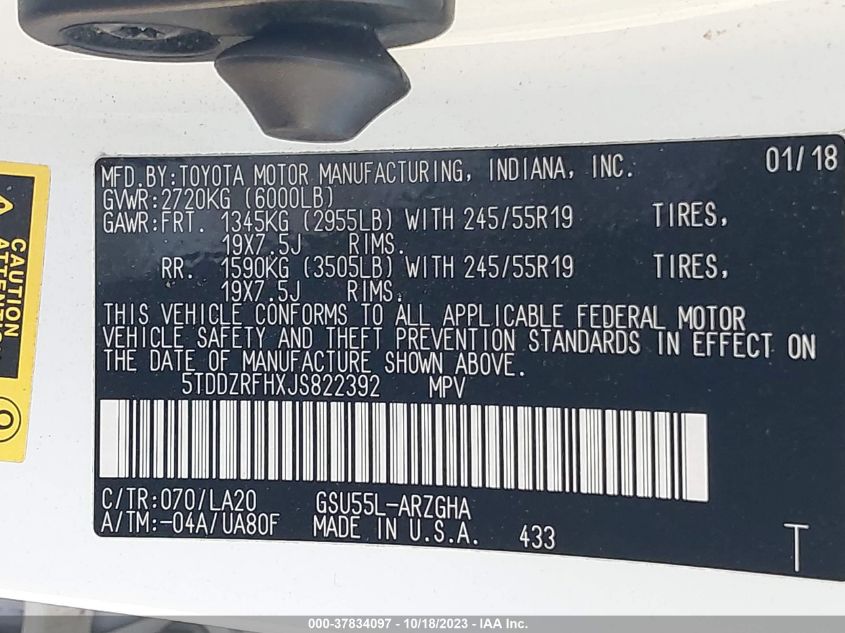 MFD.BY:TOYOTA MOTOR MANUFACTURING, INDIANA, INC. 01/18
GVWR:2720KG (6000LB)
GAWR:FRT. 1345KG (2955LB) WITH 245/55R19 TIRES,
19X7.5J RIMS.
RR. 1590KG (3505LB) WITH 245/55R19 TIRES,
19X7.5J RIMS.
THIS VEHICLE CONFORMS TO ALL APPLICABLE FEDERAL MOTOR
VEHICLE SAFETY AND THEFT PREVENTION STANDARDS IN EFFECT ON
THE DATE OF MANUFACTURE SHOWN ABOVE.
5TDDZRFHXJS822392 MPV
C/TR:070/LA20 GSU55L-ARZGHA
A/TM:-04A/UA80F MADE IN U.S.A. 433
T
CAUTION
000-37834097 - 10/18/2023 - IAA Inc.